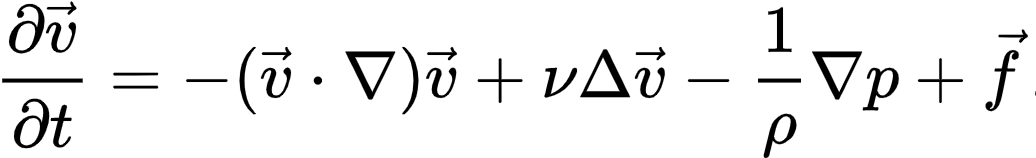 ∂v⃗/∂t = −(v⃗ · ∇)v⃗ + νΔv⃗ − 1/ρ ∇p + f⃗.